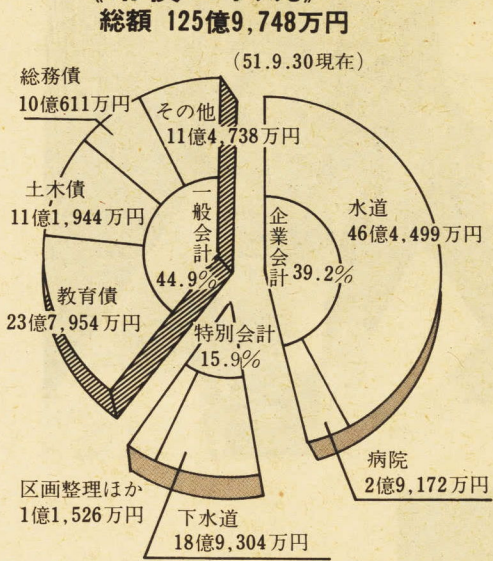 総額 125億9,748万円
(51.9.30現在)
総務債
10億611万円
その他
11億4,738万円
土木債
11億1,944万円
一般会計
44.9%
教育債
23億7,954万円
企業会計
39.2%
水道
46億4,499万円
特別会計
15.9%
病院
2億9,172万円
区画整理ほか
1億1,526万円
下水道
18億9,304万円